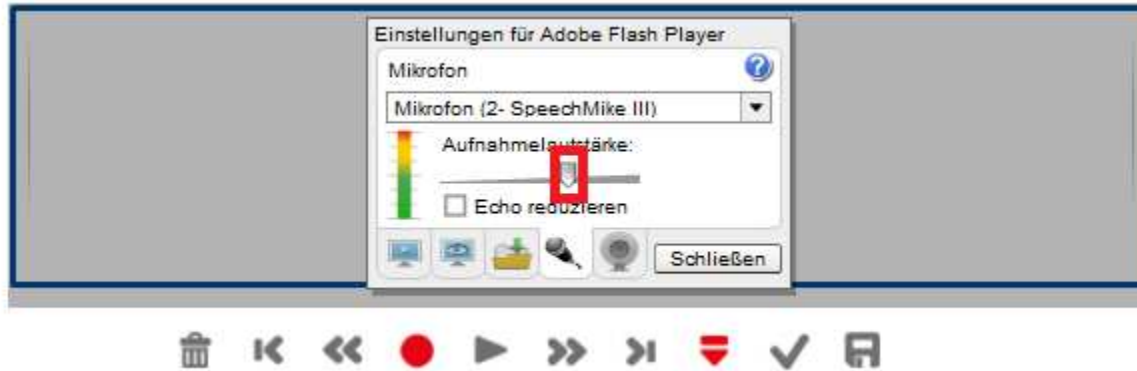 Einstellungen für Adobe Flash Player
Mikrofon
Mikrofon (2- SpeechMike III)
Aufnahmelautstärke:
Echo reduzieren
Schließen